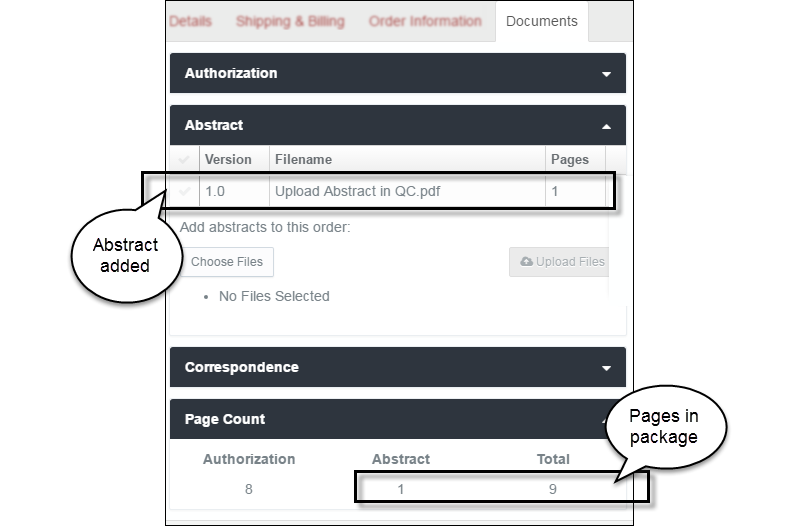 Details Shipping & Billing Order Information Documents
Authorization
Abstract
Version Filename Pages
1.0 Upload Abstract in QC.pdf 1
Abstract
added
Add abstracts to this order:
Choose Files Upload Files
• No Files Selected
Correspondence
Page Count
Pages in
package
Authorization Abstract Total
8 1 9